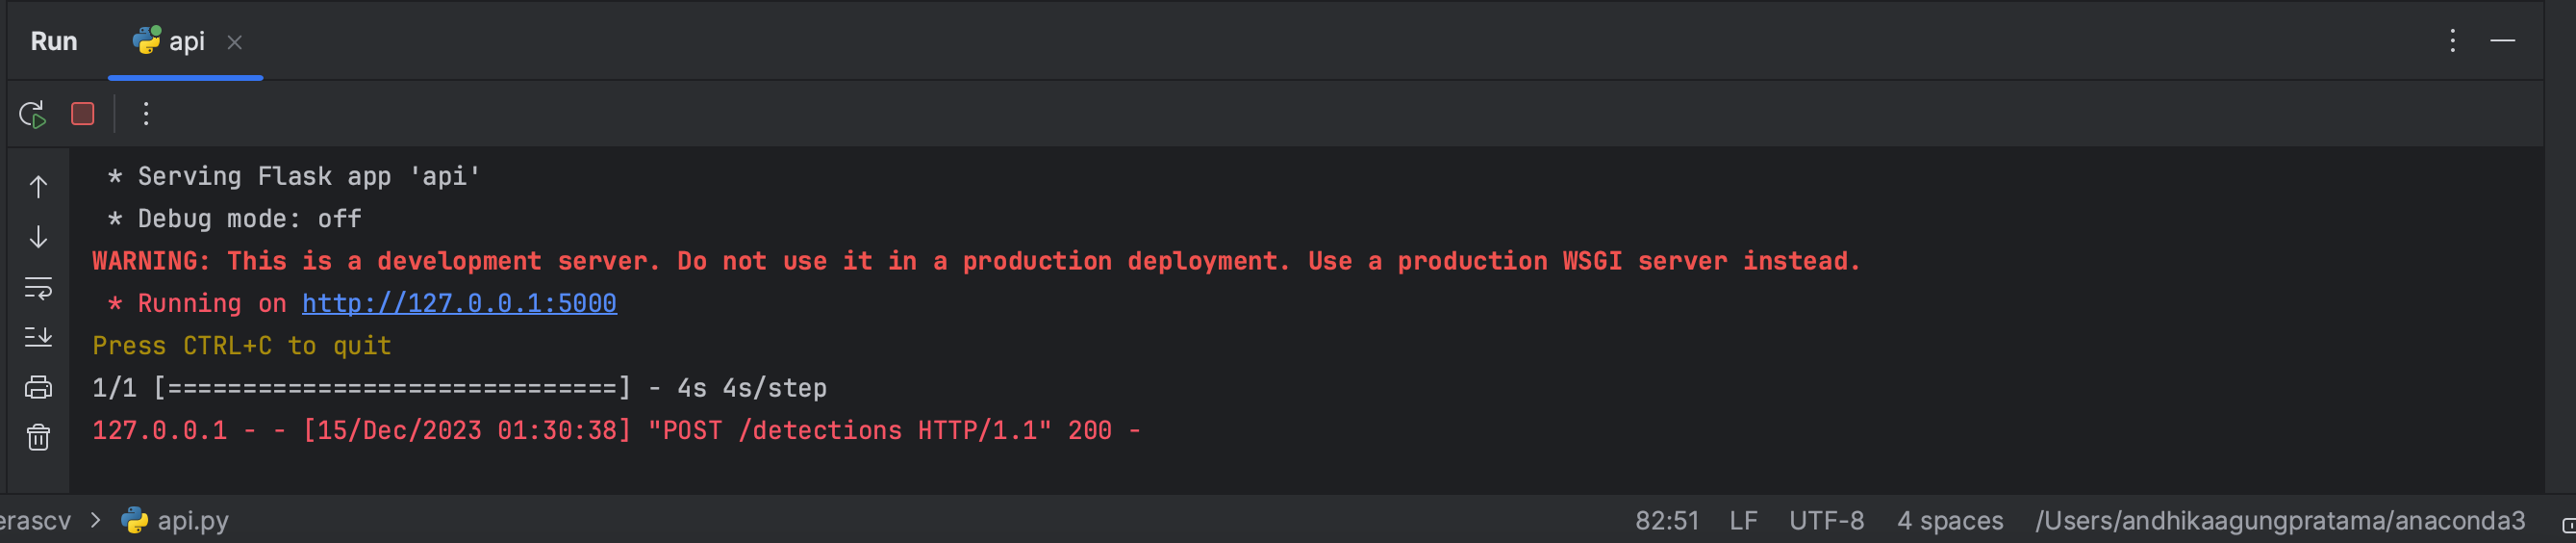 Run api
* Serving Flask app 'api'
* Debug mode: off
WARNING: This is a development server. Do not use it in a production deployment. Use a production WSGI server instead.
* Running on http://127.0.0.1:5000
Press CTRL+C to quit
1/1 [==============================] - 4s 4s/step
127.0.0.1 - - [15/Dec/2023 01:30:38] "POST /detections HTTP/1.1" 200 -
erascv > api.py 82:51 LF UTF-8 4 spaces /Users/andhikaagungpratama/anaconda3